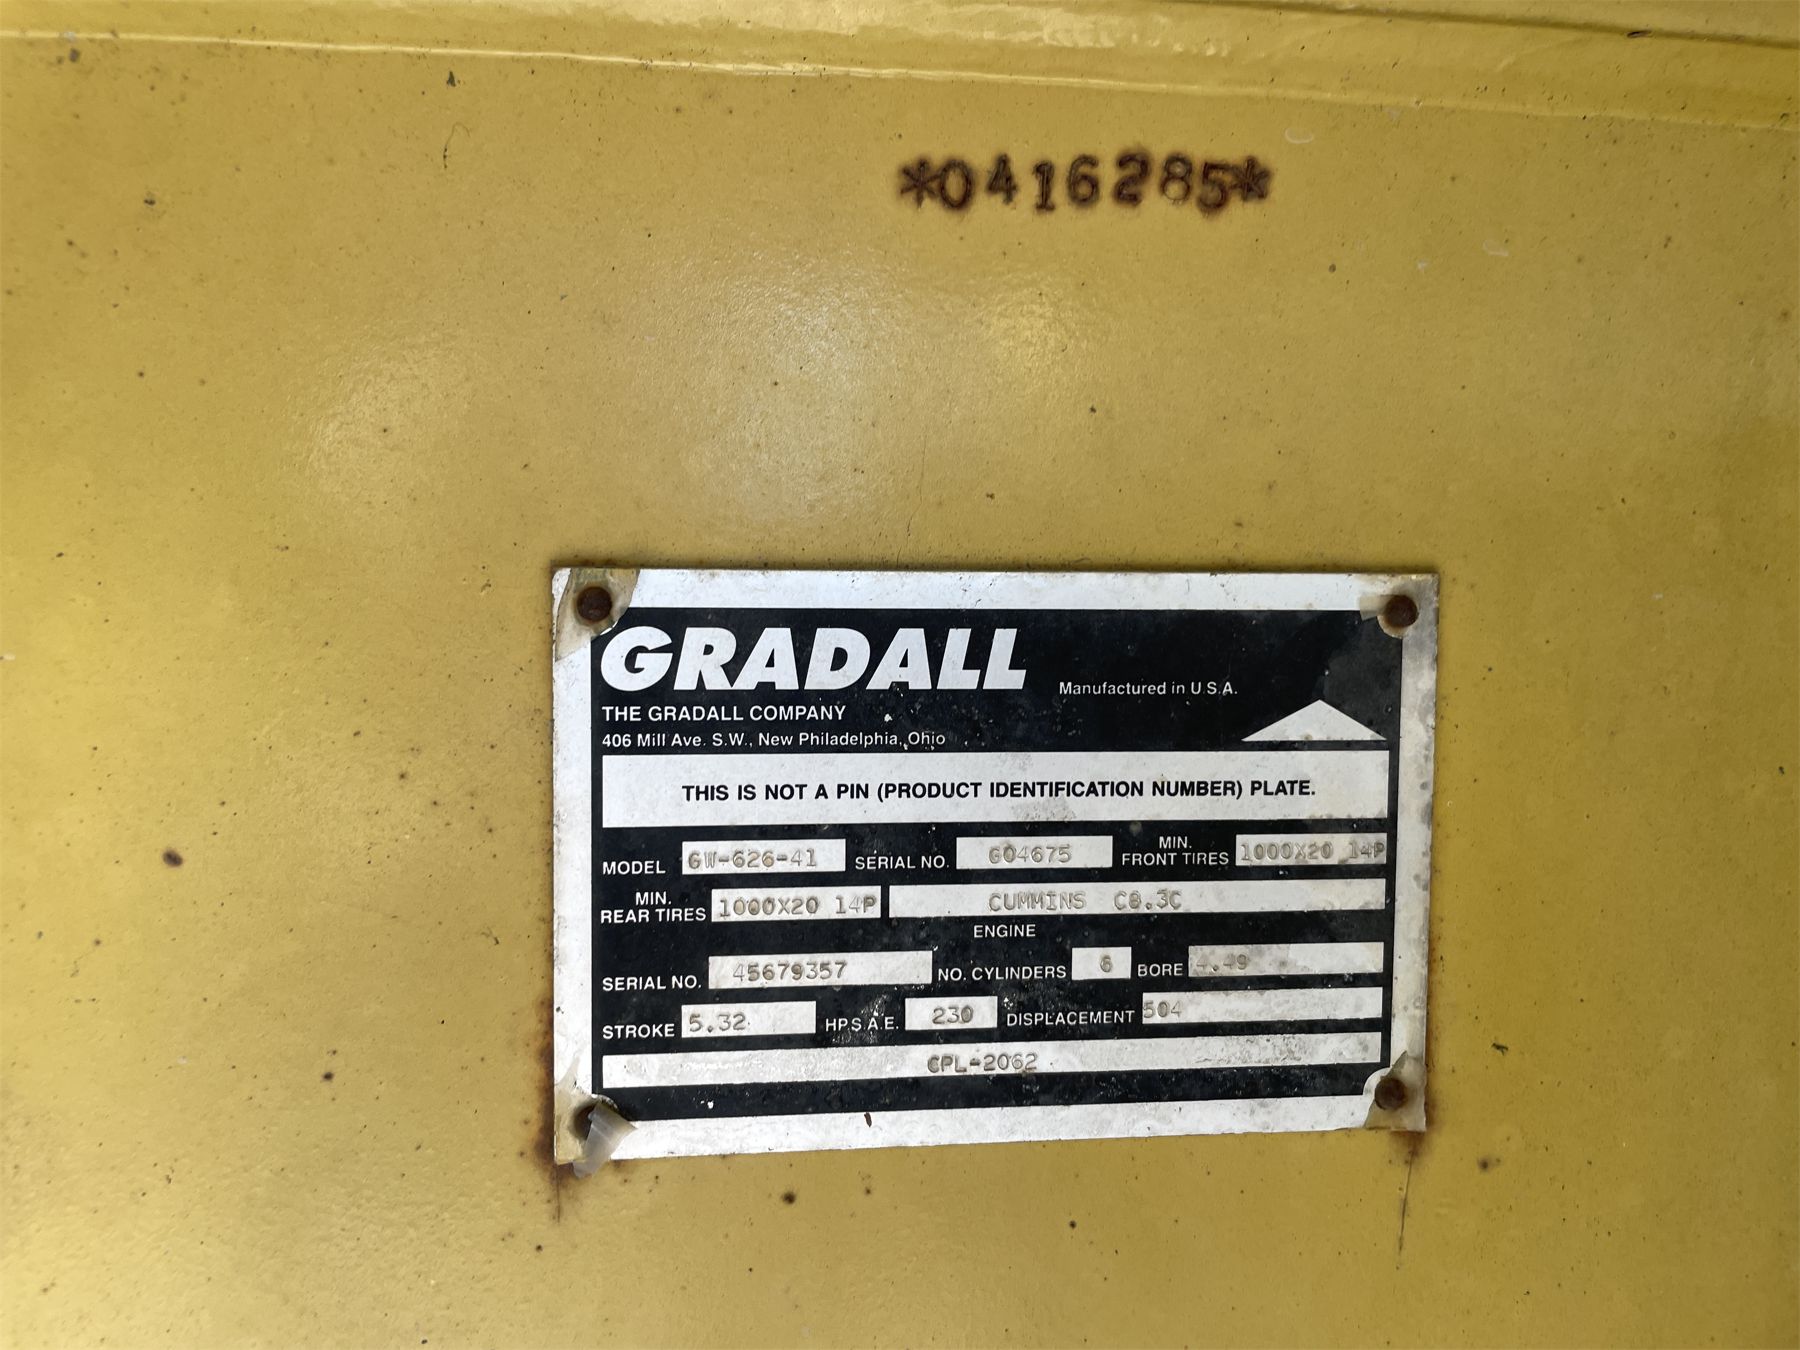 *0416285*
GRADALL
Manufactured in U.S.A.
THE GRADALL COMPANY
406 Mill Ave. S.W., New Philadelphia, Ohio
THIS IS NOT A PIN (PRODUCT IDENTIFICATION NUMBER) PLATE.
MODEL GW-626-41 SERIAL NO. G04675 MIN. FRONT TIRES 1000X20 14P
MIN. REAR TIRES 1000X20 14P CUMMINS C8.3C
ENGINE
SERIAL NO. 45679357 NO. CYLINDERS 6 BORE 4.49
STROKE 5.32 HP.S.A.E. 230 DISPLACEMENT 504
CPL-2062